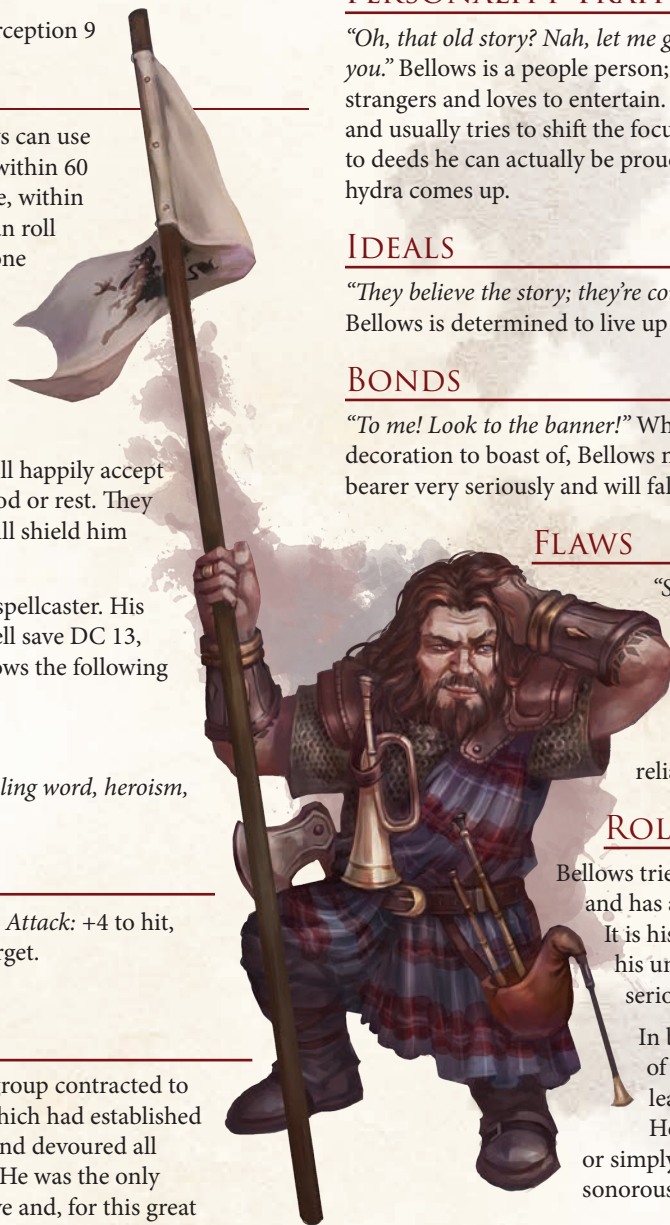 rception 9
s can use
within 60
e, within
n roll
one
ll happily accept
od or rest. They
ll shield him
spellcaster. His
ell save DC 13,
ows the following
ling word, heroism,
Attack: +4 to hit,
rget.
group contracted to
hich had established
nd devoured all
He was the only
ve and, for this great
“Oh, that old story? Nah, let me g
you.” Bellows is a people person;
strangers and loves to entertain.
and usually tries to shift the focu
to deeds he can actually be prou
hydra comes up.
Ideals
“They believe the story; they’re co
Bellows is determined to live up
Bonds
“To me! Look to the banner!” Wh
decoration to boast of, Bellows m
bearer very seriously and will fal
Flaws
“S
relia
Rol
Bellows trie
and has a
It is his
his un
serio
In b
of
lea
He
or simply
sonorous